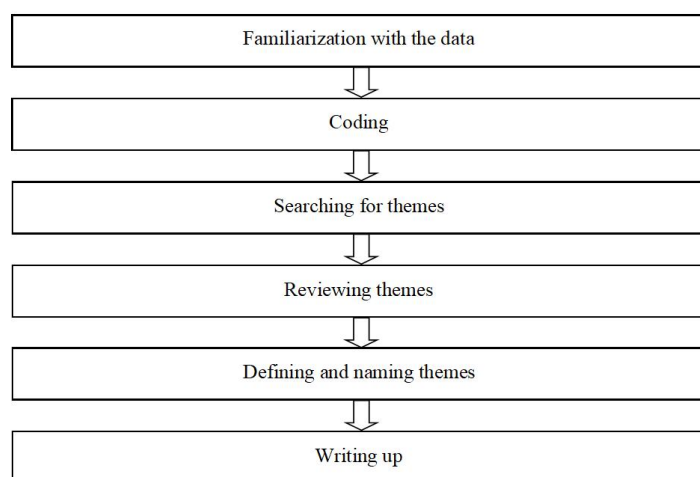 Familiarization with the data
Coding
Searching for themes
Reviewing themes
Defining and naming themes
Writing up